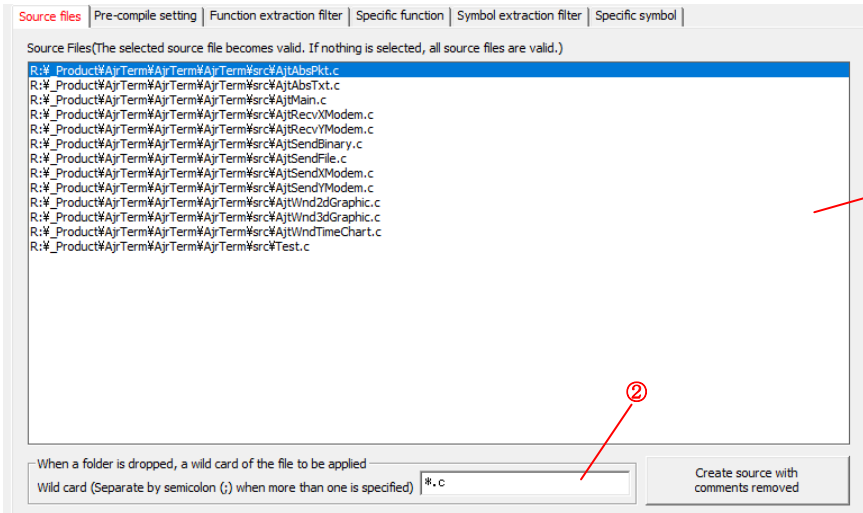 Source files Pre-compile setting Function extraction filter Specific function Symbol extraction filter Specific symbol
Source Files(The selected source file becomes valid. If nothing is selected, all source files are valid.)
R:¥_Product¥AjrTerm¥AjrTerm¥AjrTerm¥src¥AjtAbsPkt.c
R:¥_Product¥AjrTerm¥AjrTerm¥AjrTerm¥src¥AjtAbsTxt.c
R:¥_Product¥AjrTerm¥AjrTerm¥AjrTerm¥src¥AjtMain.c
R:¥_Product¥AjrTerm¥AjrTerm¥AjrTerm¥src¥AjtRecvXModem.c
R:¥_Product¥AjrTerm¥AjrTerm¥AjrTerm¥src¥AjtRecvYModem.c
R:¥_Product¥AjrTerm¥AjrTerm¥AjrTerm¥src¥AjtSendBinary.c
R:¥_Product¥AjrTerm¥AjrTerm¥AjrTerm¥src¥AjtSendFile.c
R:¥_Product¥AjrTerm¥AjrTerm¥AjrTerm¥src¥AjtSendXModem.c
R:¥_Product¥AjrTerm¥AjrTerm¥AjrTerm¥src¥AjtSendYModem.c
R:¥_Product¥AjrTerm¥AjrTerm¥AjrTerm¥src¥AjtWnd2dGraphic.c
R:¥_Product¥AjrTerm¥AjrTerm¥AjrTerm¥src¥AjtWnd3dGraphic.c
R:¥_Product¥AjrTerm¥AjrTerm¥AjrTerm¥src¥AjtWndTimeChart.c
R:¥_Product¥AjrTerm¥AjrTerm¥AjrTerm¥src¥Test.c
②
When a folder is dropped, a wild card of the file to be applied
Wild card (Separate by semicolon (;) when more than one is specified) *.c
Create source with
comments removed